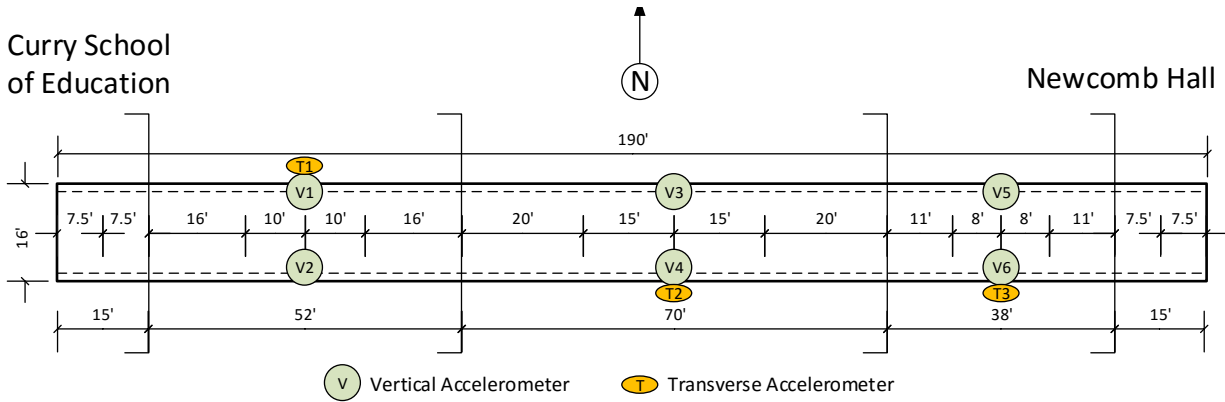 Curry School
of Education
N
Newcomb Hall
190'
T1
V1
V3
V5
7.5'
7.5'
16'
10'
10'
16'
20'
15'
15'
20'
11'
8'
8'
11'
7.5'
7.5'
16'
V2
V4
V6
T2
T3
15'
52'
70'
38'
15'
V
Vertical Accelerometer
T
Transverse Accelerometer